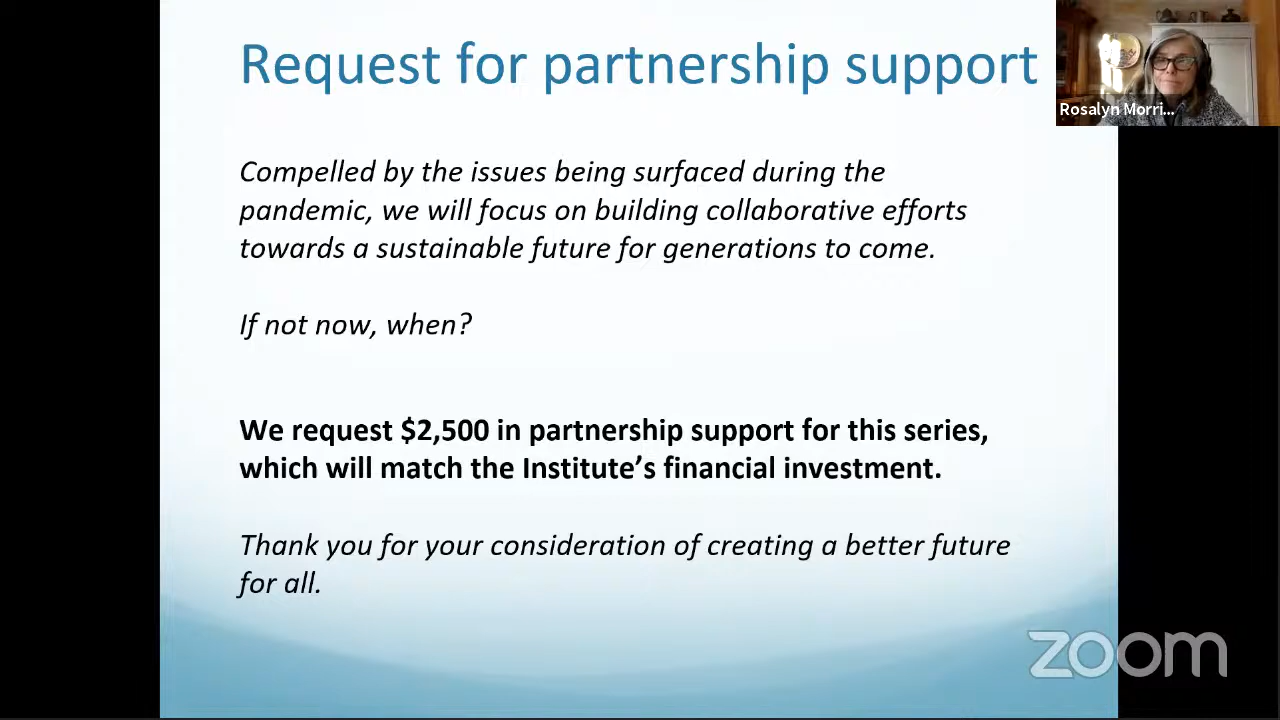 Request for partnership support
Rosalyn Morri...
Compelled by the issues being surfaced during the
pandemic, we will focus on building collaborative efforts
towards a sustainable future for generations to come.
If not now, when?
We request $2,500 in partnership support for this series,
which will match the Institute’s financial investment.
Thank you for your consideration of creating a better future
for all.
zoom